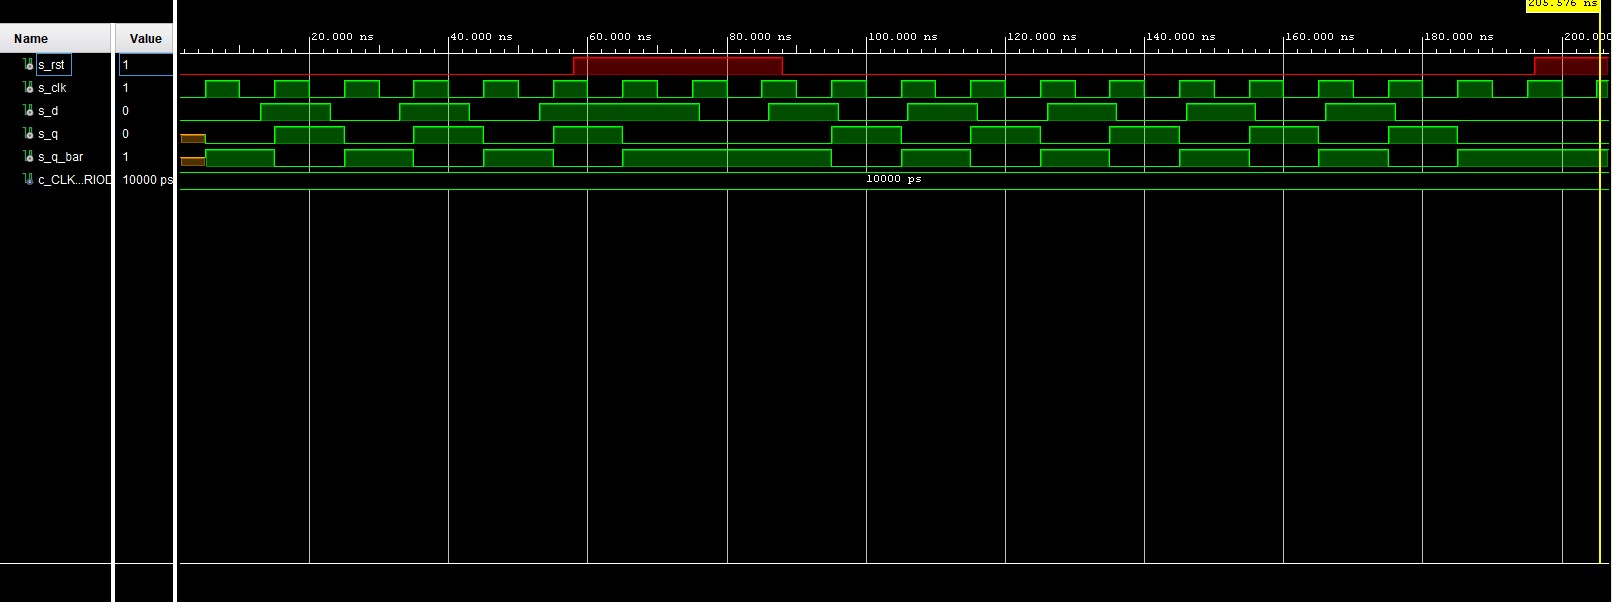 205.576 ns
Name Value
20.000 ns 40.000 ns 60.000 ns 80.000 ns 100.000 ns 120.000 ns 140.000 ns 160.000 ns 180.000 ns 200.000
s_rst 1
s_clk 1
s_d 0
s_q 0
s_q_bar 1
c_CLK...RIOD 10000 ps 10000 ps